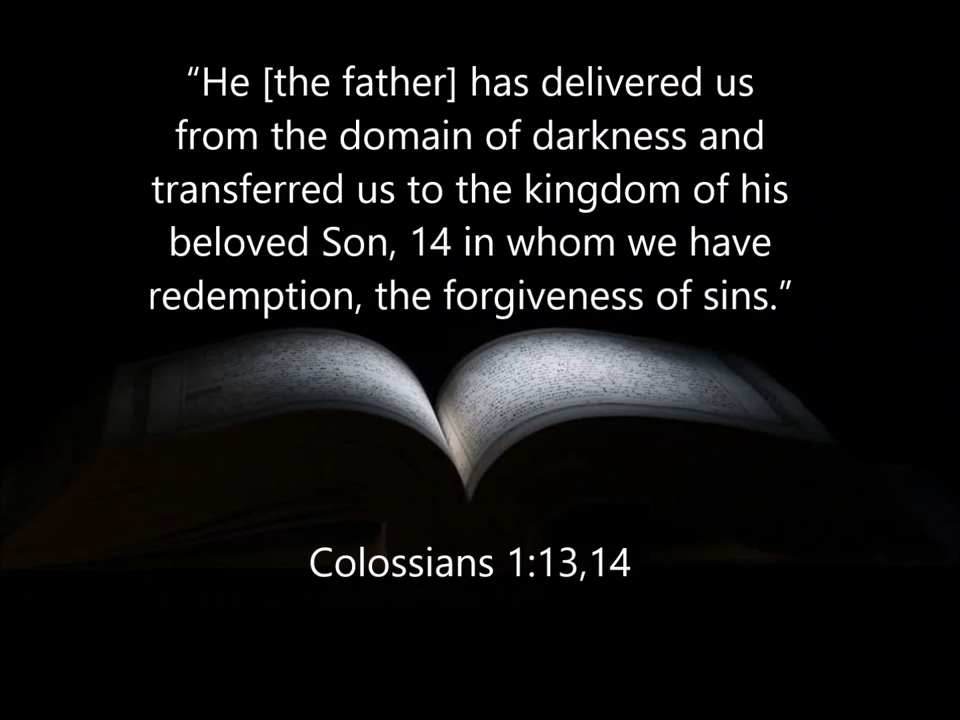 “He [the father] has delivered us
from the domain of darkness and
transferred us to the kingdom of his
beloved Son, 14 in whom we have
redemption, the forgiveness of sins.”
Colossians 1:13,14